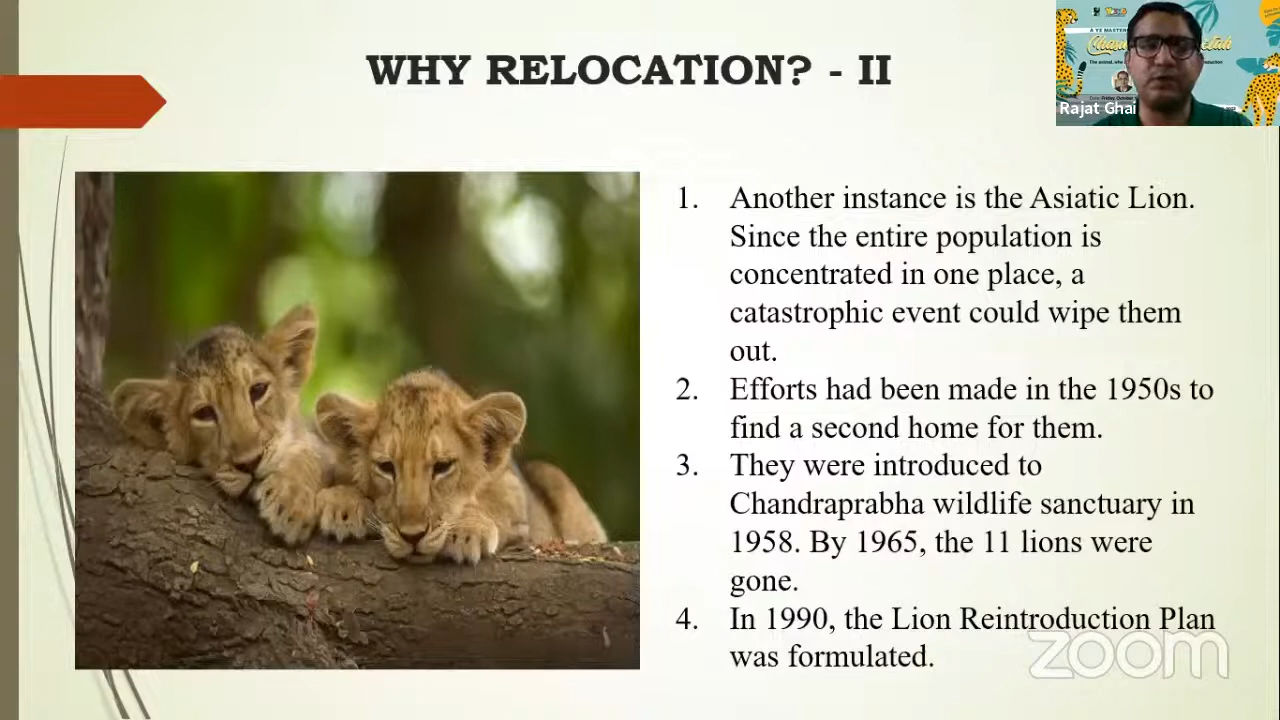 WHY RELOCATION? - II
Rajat Ghai
1. Another instance is the Asiatic Lion.
Since the entire population is
concentrated in one place, a
catastrophic event could wipe them
out.
2. Efforts had been made in the 1950s to
find a second home for them.
3. They were introduced to
Chandraprabha wildlife sanctuary in
1958. By 1965, the 11 lions were
gone.
4. In 1990, the Lion Reintroduction Plan
was formulated.
zoom